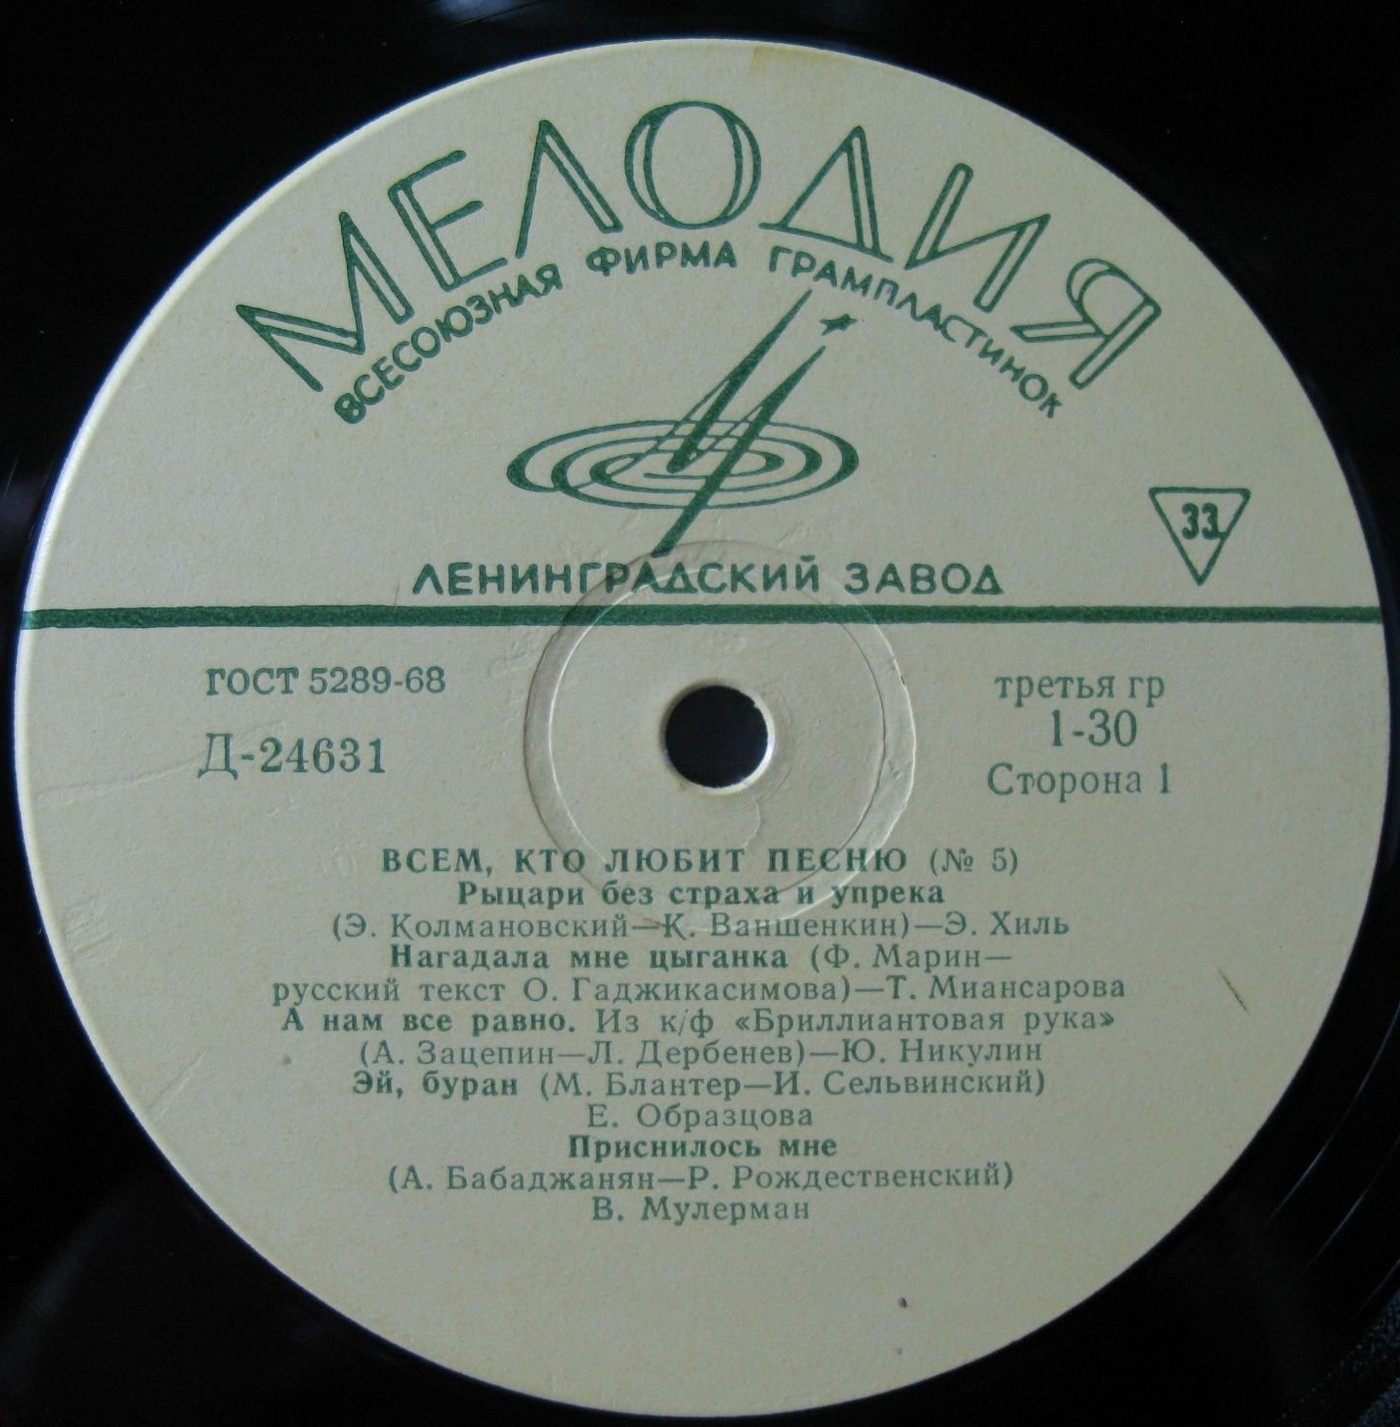 МЕЛОДИЯ
ВСЕСОЮЗНАЯ ФИРМА ГРАМПЛАСТИНОК
33
ЛЕНИНГРАДСКИЙ ЗАВОД
ГОСТ 5289-68
третья гр
1-30
Д-24631
Сторона 1
ВСЕМ, КТО ЛЮБИТ ПЕСНЮ (№ 5)
Рыцари без страха и упрека
(Э. Колмановский—К. Ваншенкин)—Э. Хиль
Нагадала мне цыганка (Ф. Марин—
русский текст О. Гаджикасимова)—Т. Миансарова
А нам все равно. Из к/ф «Бриллиантовая рука»
(А. Зацепин—Л. Дербенев)—Ю. Никулин
Эй, буран (М. Блантер—И. Сельвинский)
Е. Образцова
Приснилось мне
(А. Бабаджанян—Р. Рождественский)
В. Мулерман